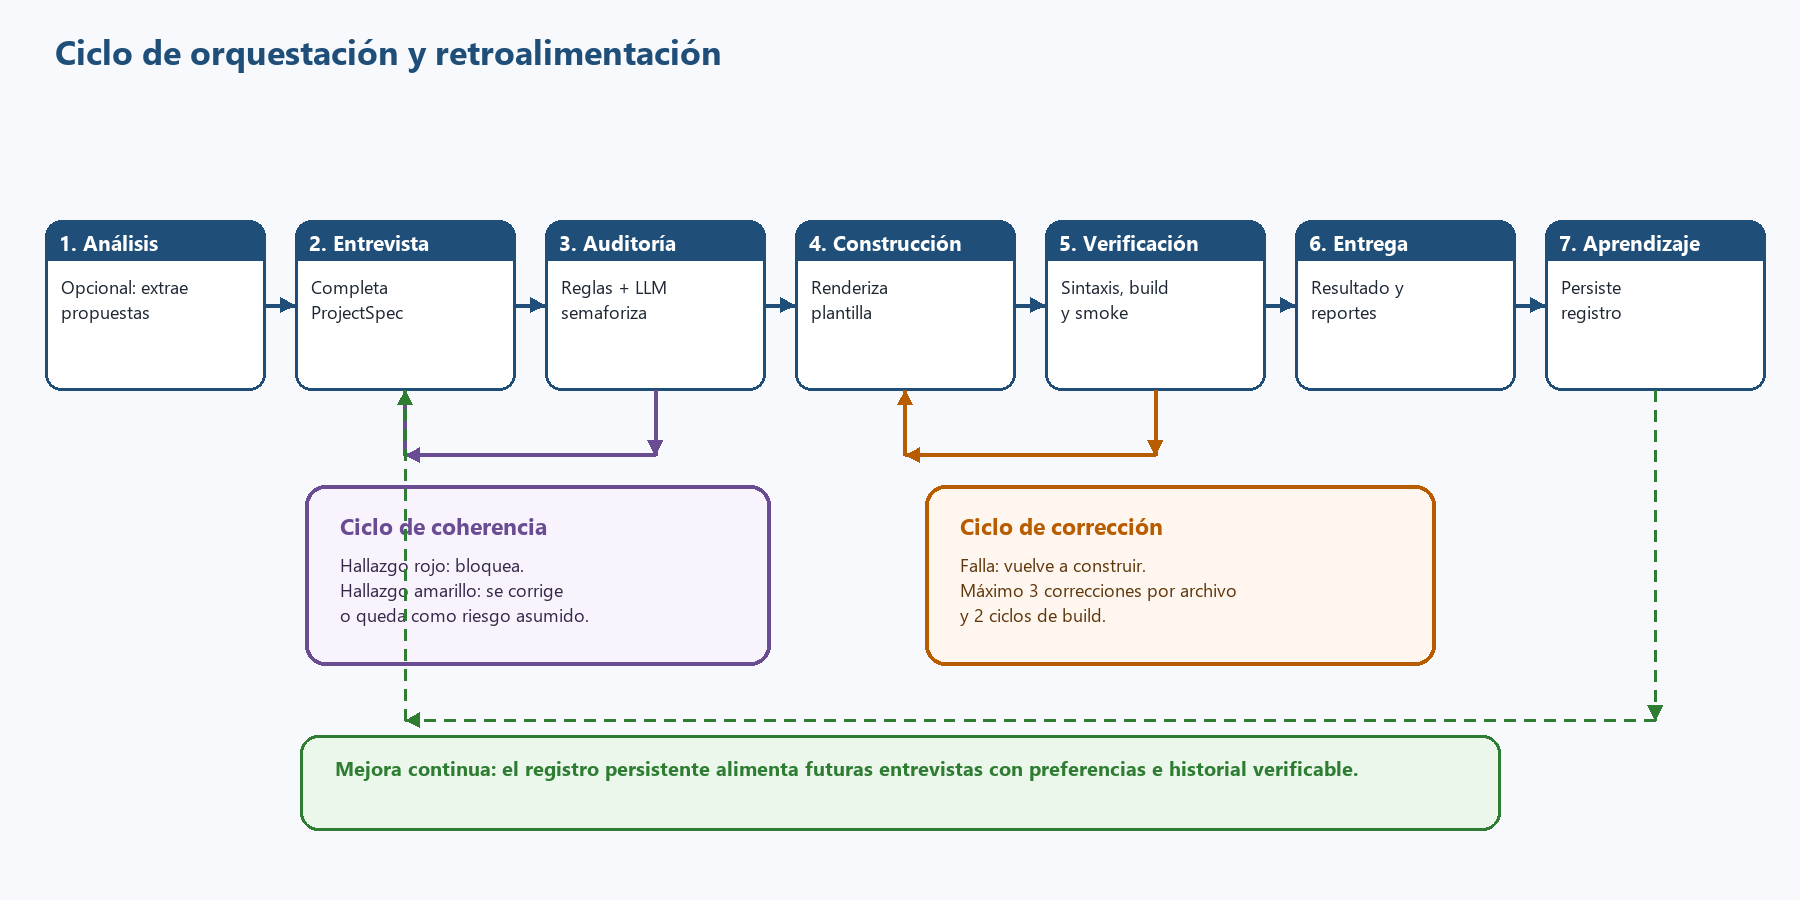 Ciclo de orquestación y retroalimentación
1. Análisis
Opcional: extrae
propuestas
2. Entrevista
Completa
ProjectSpec
3. Auditoría
Reglas + LLM
semaforiza
4. Construcción
Renderiza
plantilla
5. Verificación
Sintaxis, build
y smoke
6. Entrega
Resultado y
reportes
7. Aprendizaje
Persiste
registro
Ciclo de coherencia
Hallazgo rojo: bloquea.
Hallazgo amarillo: se corrige
o queda como riesgo asumido.
Ciclo de corrección
Falla: vuelve a construir.
Máximo 3 correcciones por archivo
y 2 ciclos de build.
Mejora continua: el registro persistente alimenta futuras entrevistas con preferencias e historial verificable.